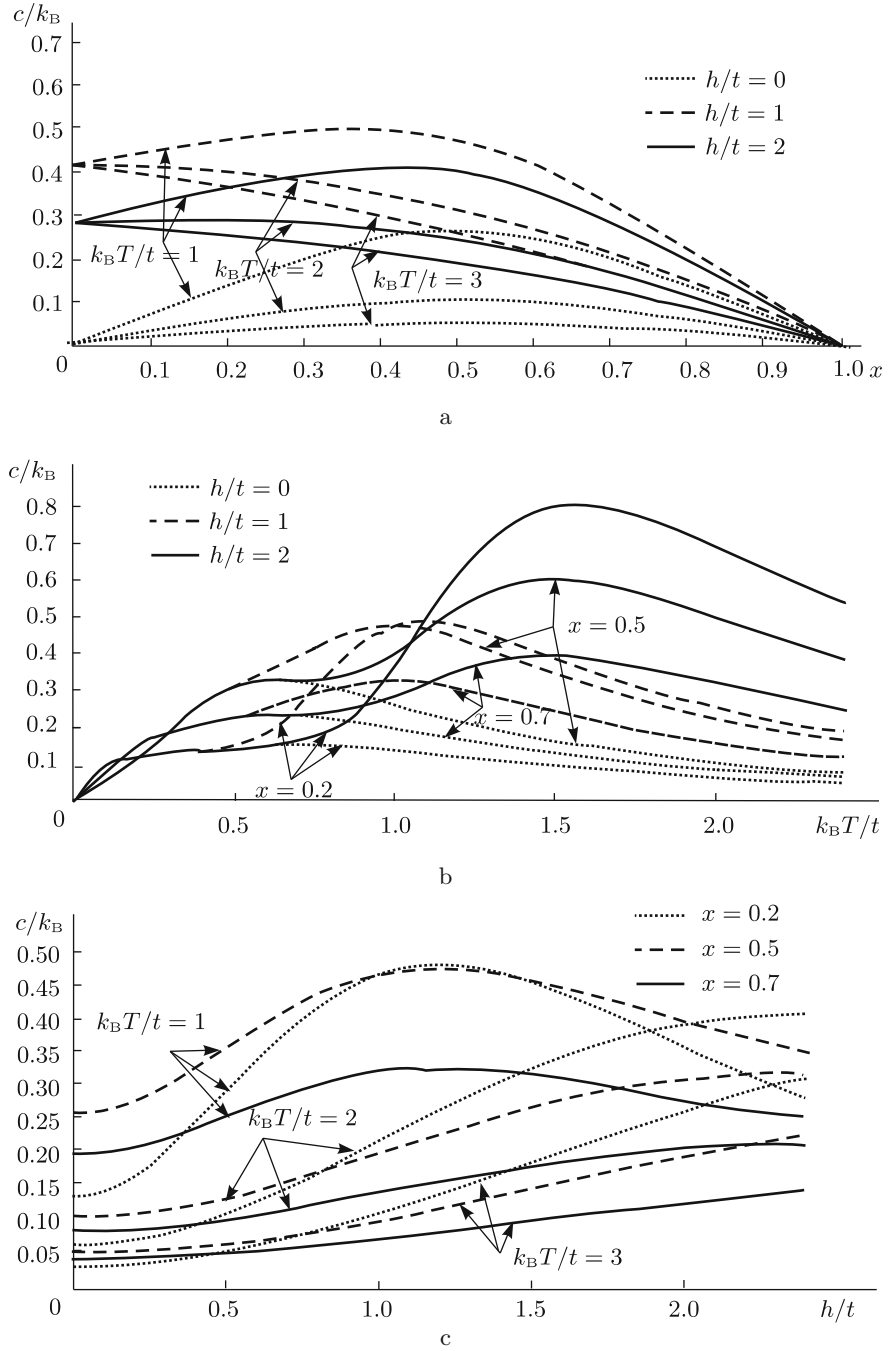 c/k_B
0.7
0.6
0.5
0.4
0.3
0.2
0.1
0
h/t = 0
h/t = 1
h/t = 2
k_BT/t = 1
k_BT/t = 2
k_BT/t = 3
0.1 0.2 0.3 0.4 0.5 0.6 0.7 0.8 0.9 1.0 x
a
c/k_B
0.8
0.7
0.6
0.5
0.4
0.3
0.2
0.1
0
h/t = 0
h/t = 1
h/t = 2
x = 0.5
x = 0.7
x = 0.2
0.5 1.0 1.5 2.0 k_BT/t
b
c/k_B
0.50
0.45
0.40
0.35
0.30
0.25
0.20
0.15
0.10
0.05
0
x = 0.2
x = 0.5
x = 0.7
k_BT/t = 1
k_BT/t = 2
k_BT/t = 3
0.5 1.0 1.5 2.0 h/t
c